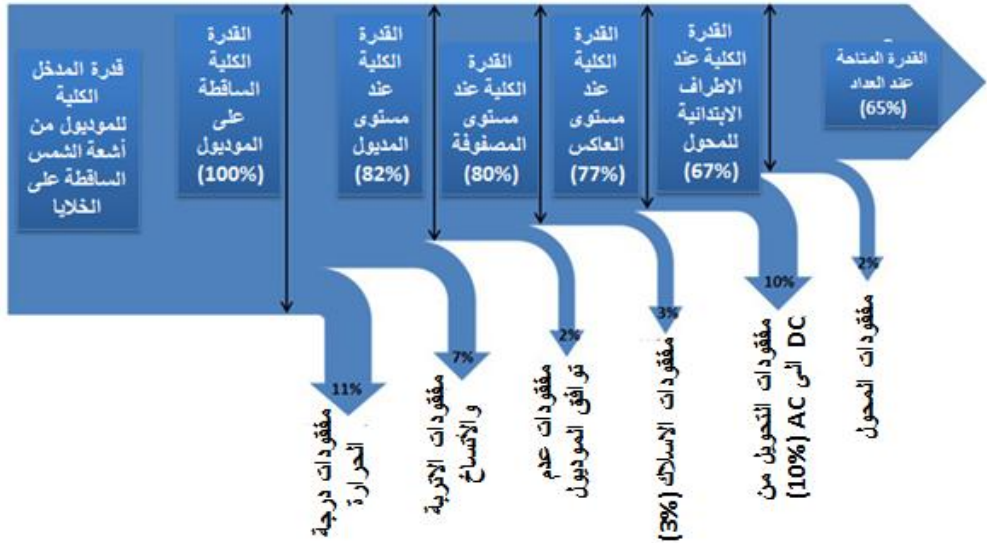 قدرة المدخل
الكلية
للموديول من
أشعة الشمس
الساقطة على
الخلايا
القدرة
الكلية
الساقطة
على
الموديول
(100%)
القدرة
الكلية
عند
مستوى
المديول
(82%)
القدرة
الكلية عند
مستوى
المصفوفة
(80%)
القدرة
الكلية
عند
مستوى
العاكس
(77%)
القدرة
الكلية عند
الاطراف
الابتدائية
للمحول
(67%)
القدرة المتاحة
عند العداد
(65%)
11%
7%
2%
3%
10%
2%
مفقودات درجة
الحرارة
مفقودات الاتربة
والأتساخ
مفقودات عدم
توافق الموديول
مفقودات الاسلاك (3%)
مفقودات التحويل من
DC الى AC (10%)
مفقودات المحول